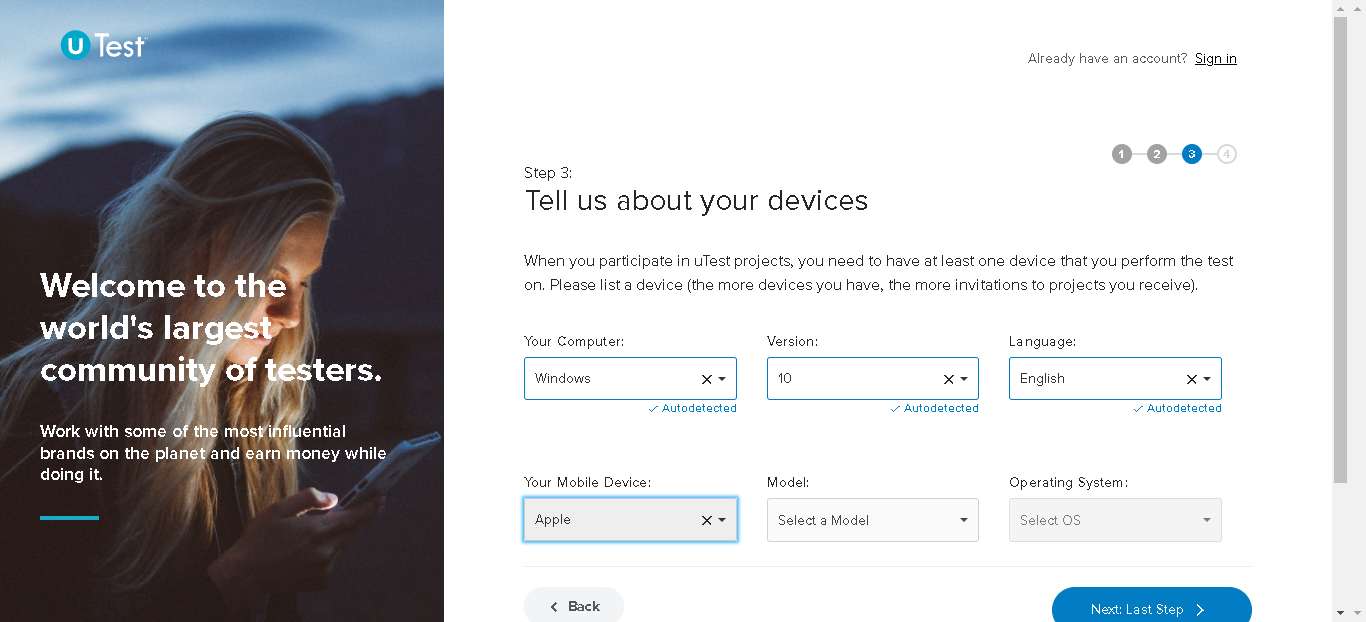 U Test
Already have an account? Sign in
1 2 3 4
Step 3:
Tell us about your devices
When you participate in uTest projects, you need to have at least one device that you perform the test
on. Please list a device (the more devices you have, the more invitations to projects you receive).
Welcome to the
world's largest
community of testers.
Work with some of the most influential
brands on the planet and earn money while
doing it.
Your Computer: Version: Language:
Windows 10 English
Autodetected Autodetected Autodetected
Your Mobile Device: Model: Operating System:
Apple Select a Model Select OS
Back Next: Last Step